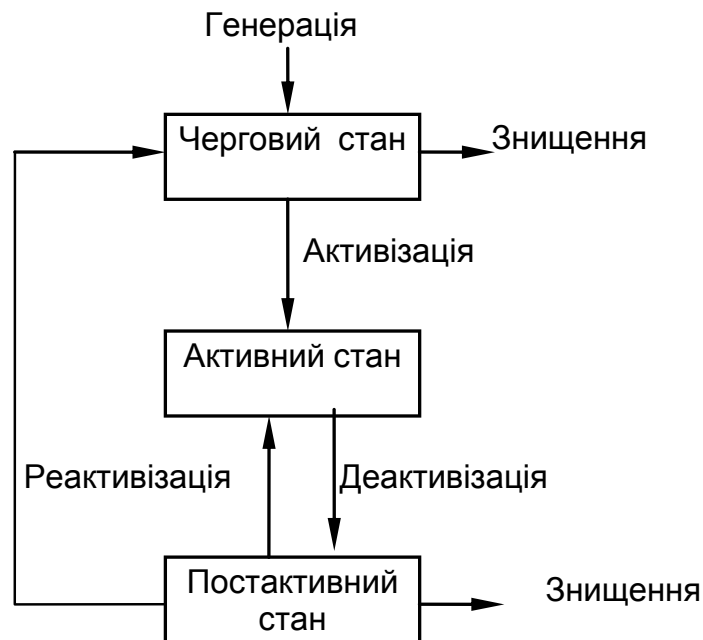 Генерація
Черговий стан
Знищення
Активізація
Активний стан
Реактивізація
Деактивізація
Постактивний
стан
Знищення